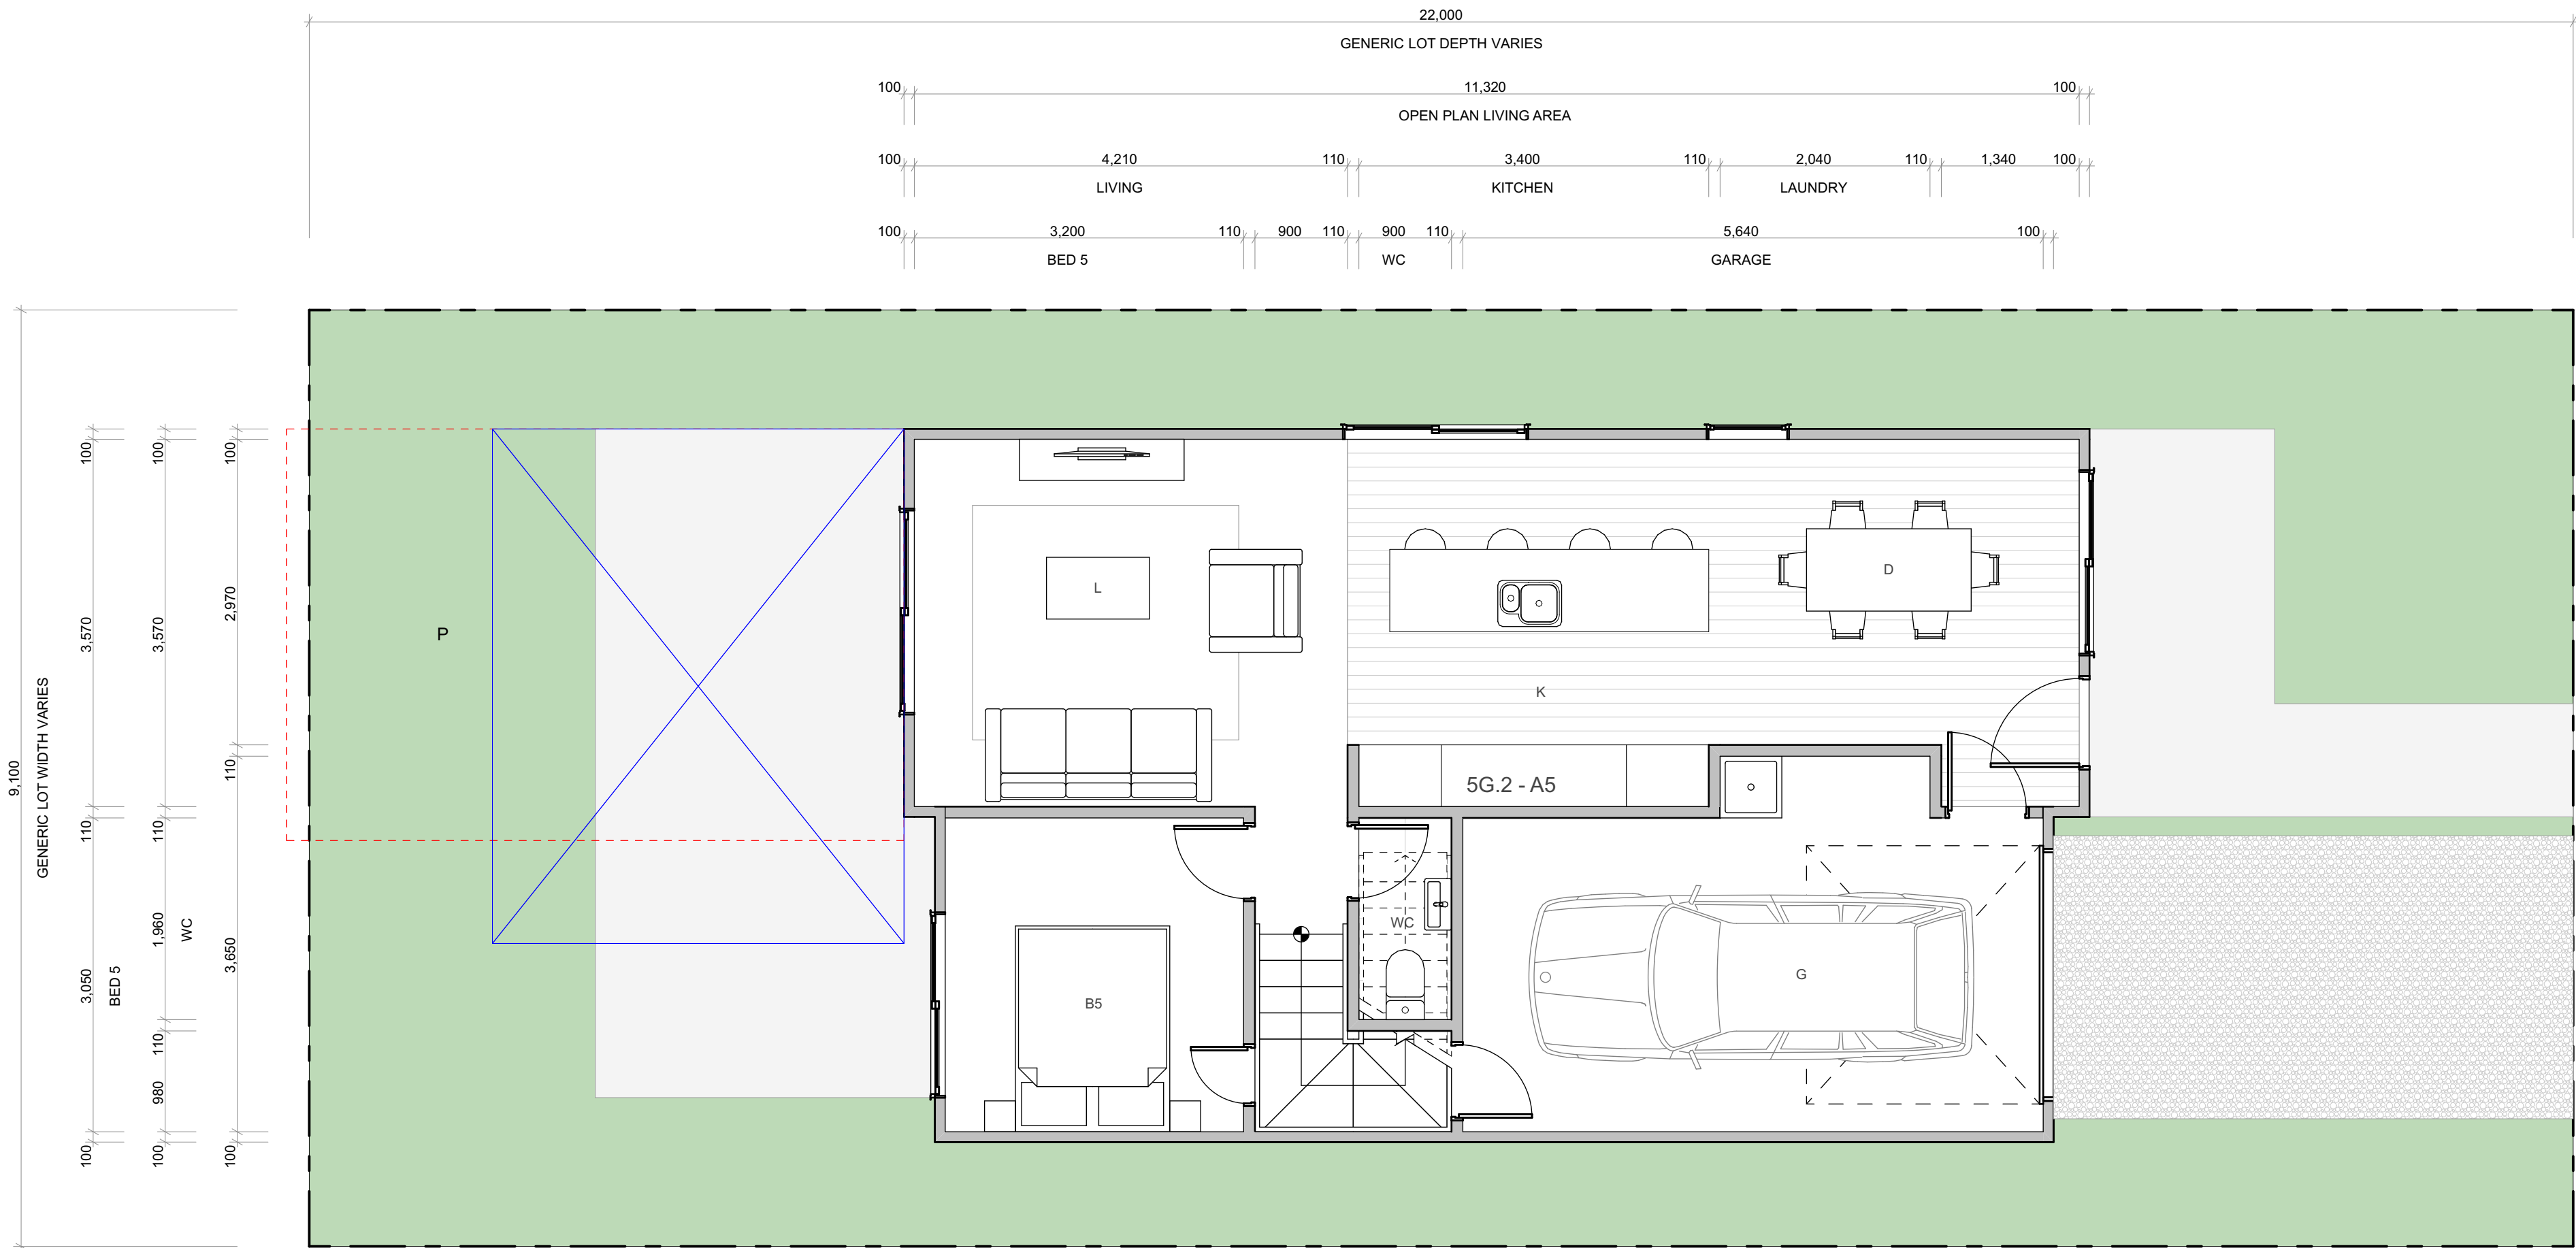 22,000
GENERIC LOT DEPTH VARIES
100 11,320 100
OPEN PLAN LIVING AREA
100 4,210 110 3,400 110 2,040 110 1,340 100
LIVING KITCHEN LAUNDRY
100 3,200 110 900 110 900 110 5,640 100
BED 5 WC GARAGE
9,100
GENERIC LOT WIDTH VARIES
100 3,570 110 3,050 100
BED 5
100 3,570 110 1,960 110 980 100
WC
100 2,970 110 3,650 100
P
L
D
K
5G.2 - A5
WC
B5
G